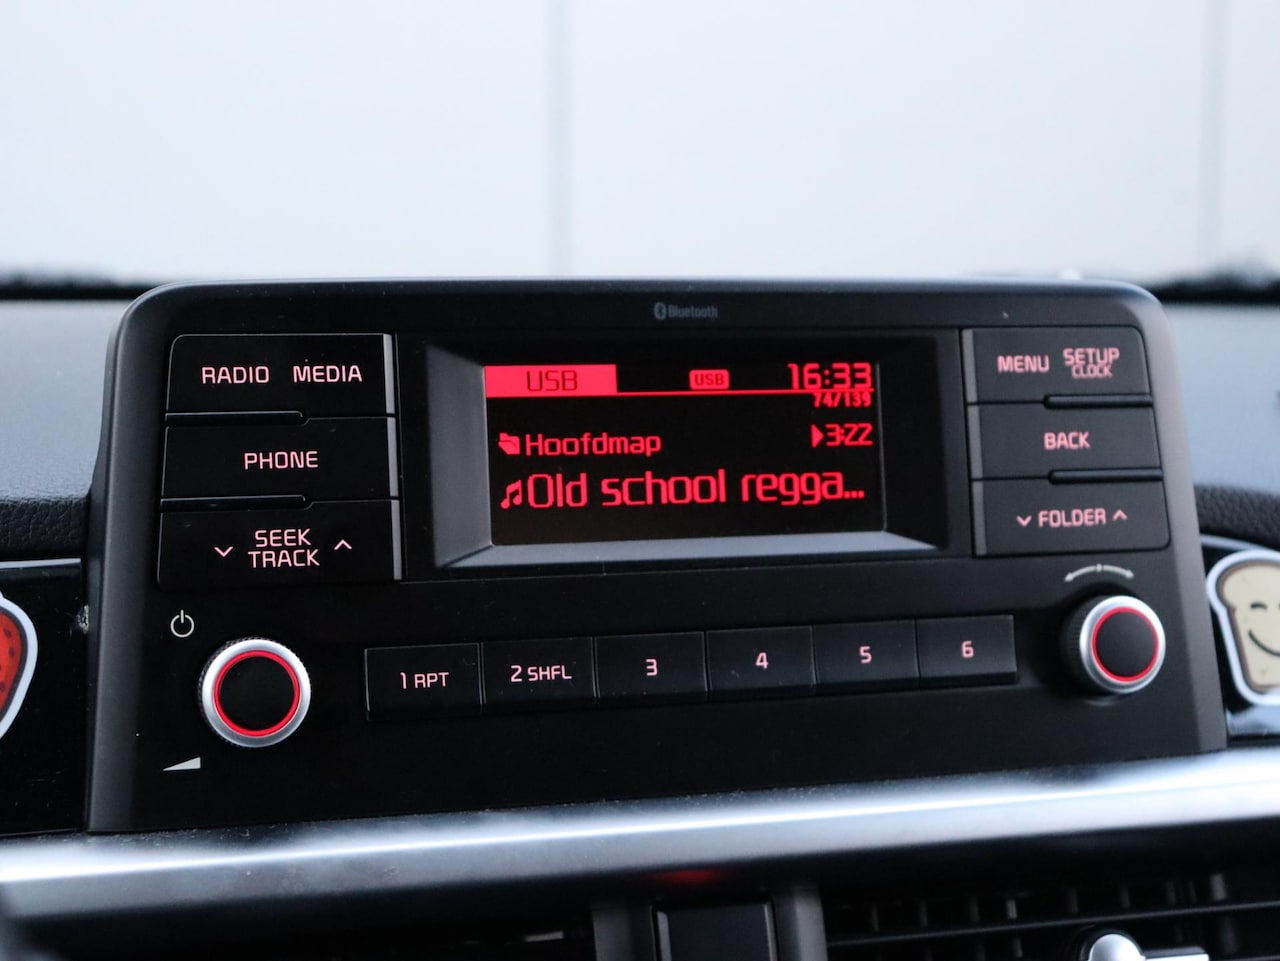 Bluetooth
RADIO MEDIA
PHONE
SEEK
TRACK
USB USB 16:33
74/139
Hoofdmap 3:22
Old school regga...
MENU SETUP
CLOCK
BACK
FOLDER
1 RPT 2 SHFL 3 4 5 6